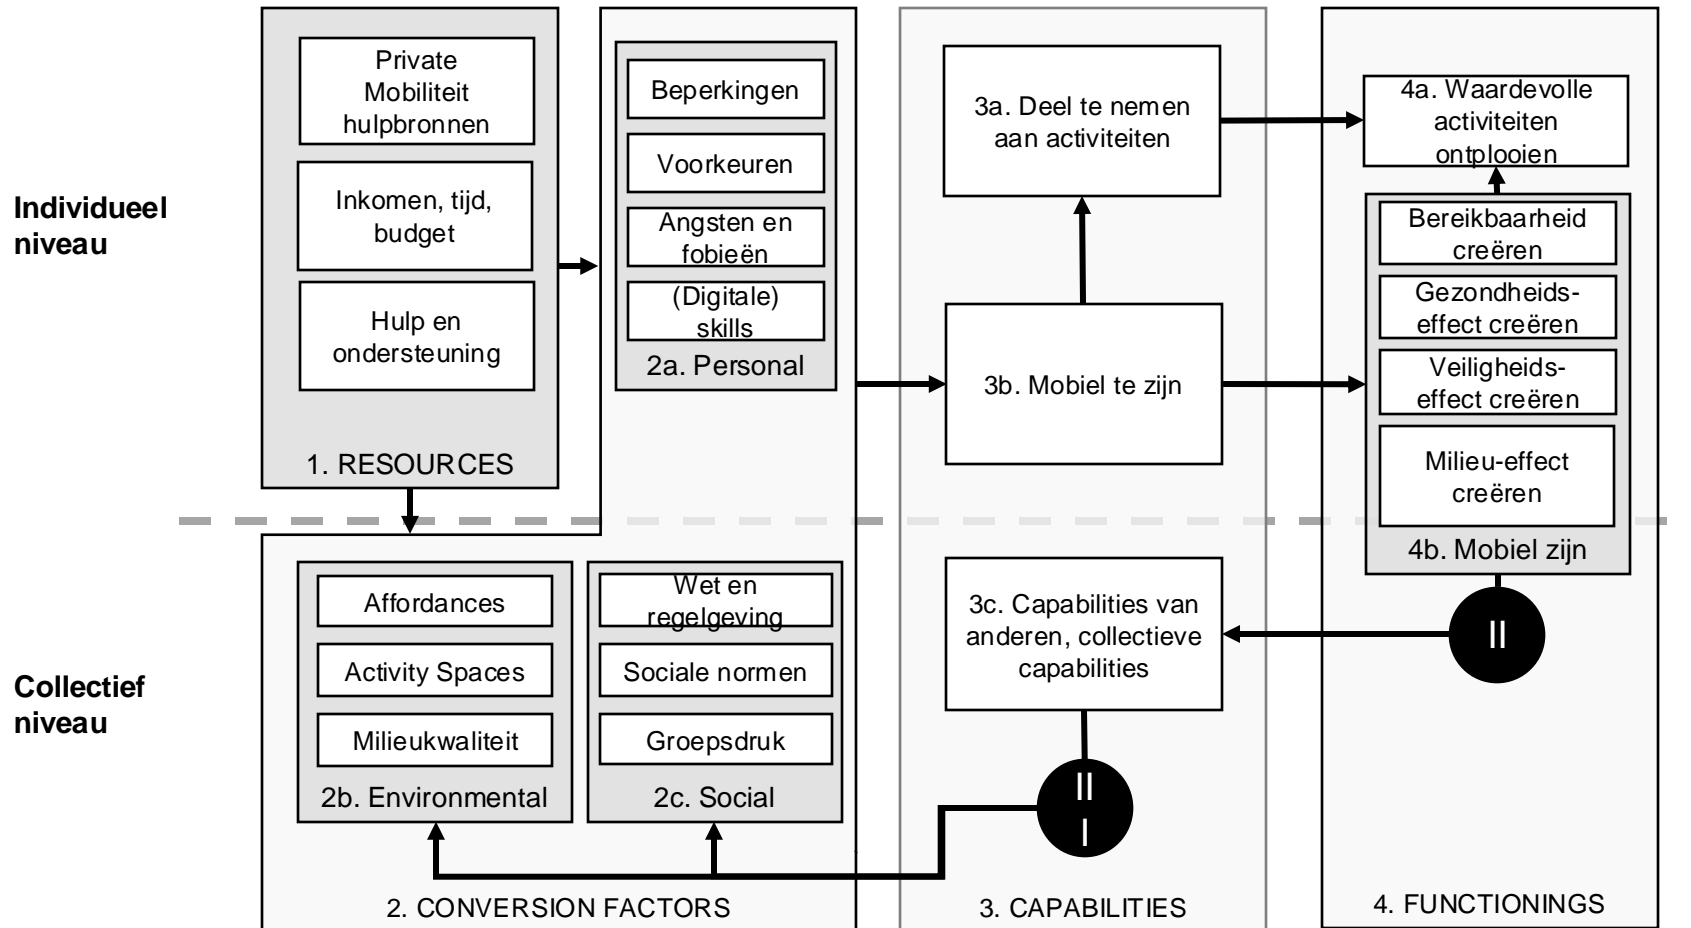 Individueel
niveau
Collectief
niveau
Private
Mobiliteit
hulpbronnen
Inkomen, tijd,
budget
Hulp en
ondersteuning
1. RESOURCES
Beperkingen
Voorkeuren
Angsten en
fobieën
(Digitale)
skills
2a. Personal
Affordances
Activity Spaces
Milieukwaliteit
2b. Environmental
Wet en
regelgeving
Sociale normen
Groepsdruk
2c. Social
2. CONVERSION FACTORS
3a. Deel te nemen
aan activiteiten
3b. Mobiel te zijn
3c. Capabilities van
anderen, collectieve
capabilities
II
I
3. CAPABILITIES
4a. Waardevolle
activiteiten
ontplooien
Bereikbaarheid
creëren
Gezondheids-
effect creëren
Veiligheids-
effect creëren
Milieu-effect
creëren
4b. Mobiel zijn
II
4. FUNCTIONINGS